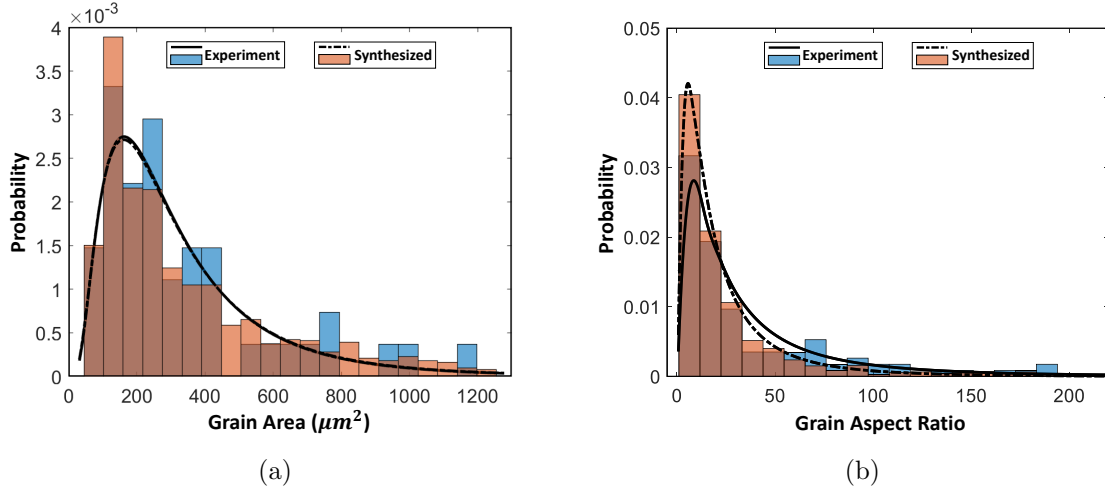 ×10⁻³
4
3.5
3
2.5
2
1.5
1
0.5
0
Probability
Experiment
Synthesized
0 200 400 600 800 1000 1200
Grain Area (μm²)
(a)
0.05
0.04
0.03
0.02
0.01
0
Probability
Experiment
Synthesized
0 50 100 150 200
Grain Aspect Ratio
(b)